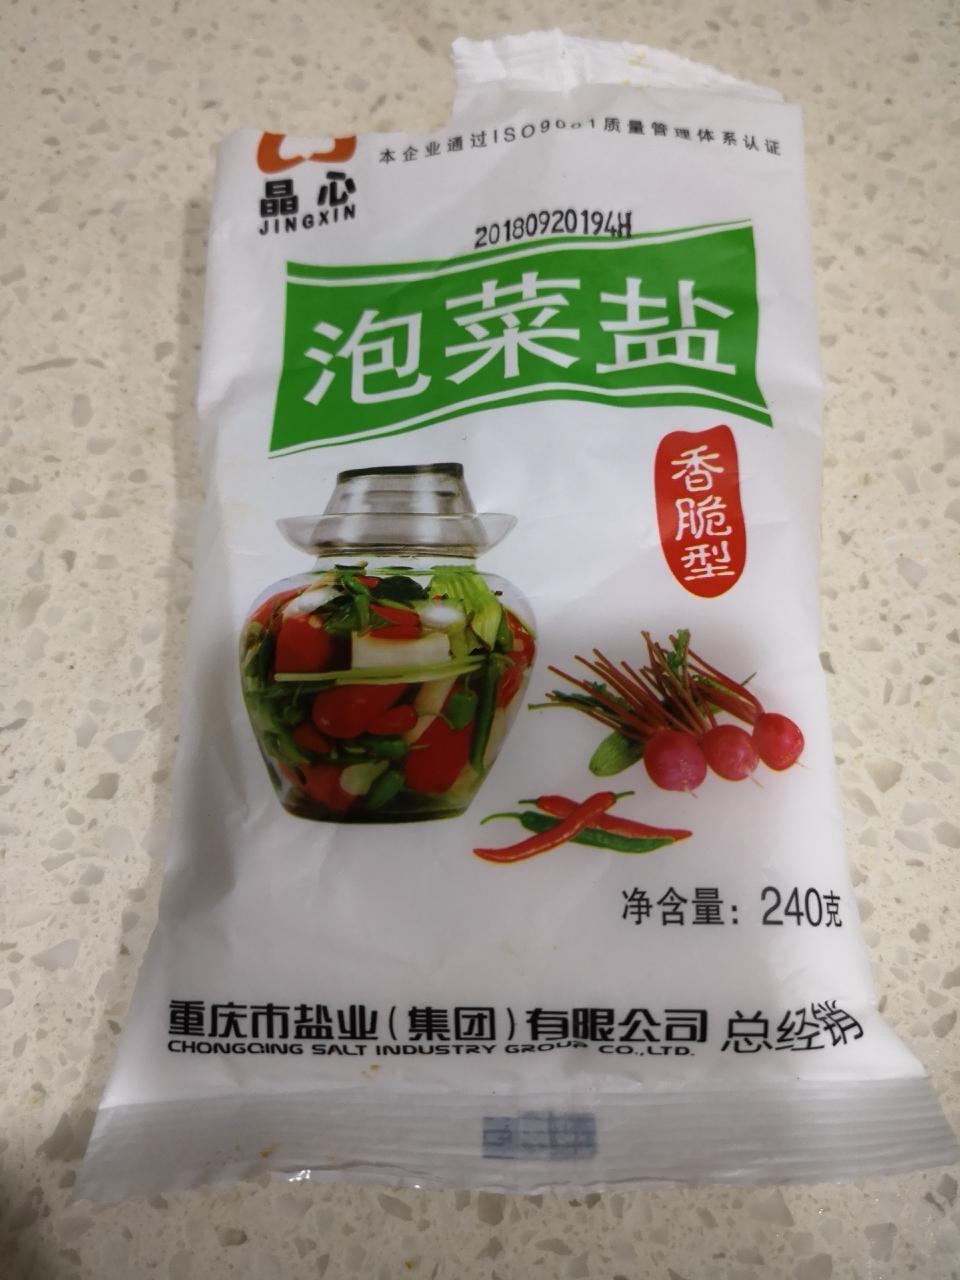 本企业通过ISO9001质量管理体系认证
晶心
JINGXIN
20180920194H
泡菜盐
香脆型
净含量：240克
重庆市盐业(集团)有限公司 总经销
CHONGQING SALT INDUSTRY GROUP CO.,LTD.